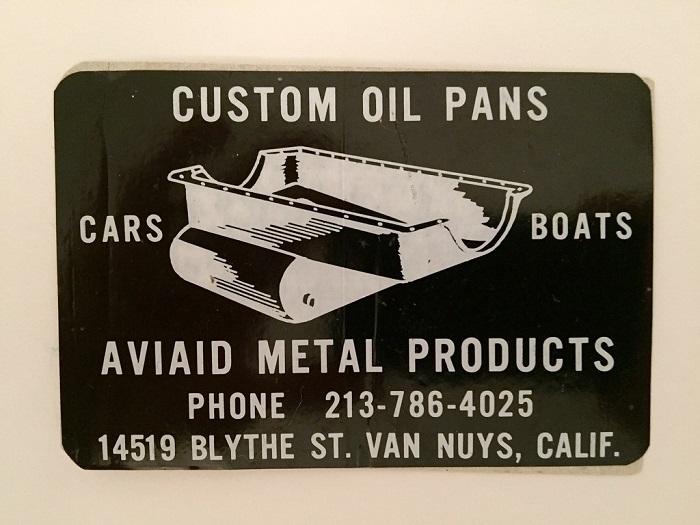 CUSTOM OIL PANS
CARS BOATS
AVIAID METAL PRODUCTS
PHONE 213-786-4025
14519 BLYTHE ST. VAN NUYS, CALIF.